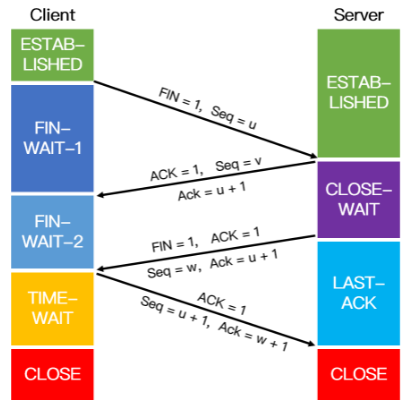 Client
Server
ESTAB-
LISHED
ESTAB-
LISHED
FIN = 1, Seq = u
FIN-
WAIT-1
ACK = 1, Seq = v
Ack = u + 1
CLOSE-
WAIT
FIN-
WAIT-2
FIN = 1, ACK = 1
Seq = w, Ack = u + 1
TIME-
WAIT
LAST-
ACK
ACK = 1
Seq = u + 1, Ack = w + 1
CLOSE
CLOSE